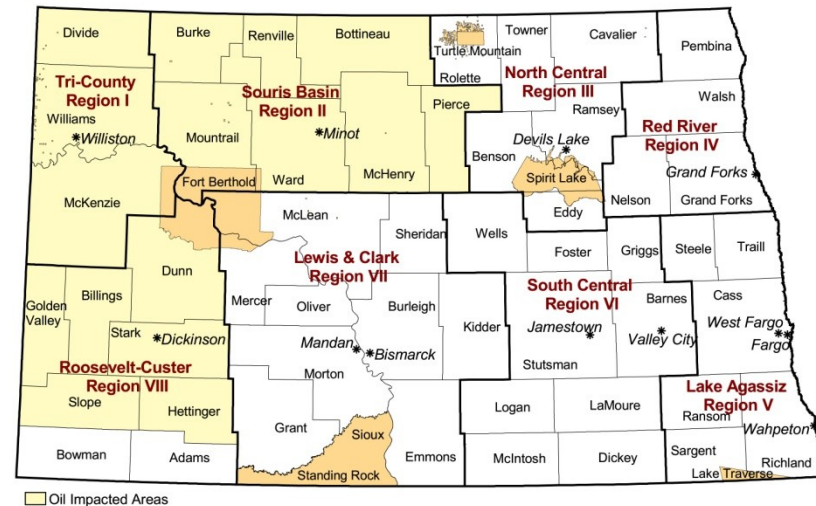 Divide
Burke
Renville
Bottineau
Towner
Cavalier
Pembina
Turtle Mountain
Rolette
North Central
Region III
Tri-County
Region I
Souris Basin
Region II
Pierce
Ramsey
Walsh
Williams
Williston
Mountrail
Minot
Devils Lake
Red River
Region IV
Benson
Grand Forks
Fort Berthold
Ward
McHenry
Spirit Lake
McKenzie
Nelson
Grand Forks
McLean
Sheridan
Wells
Eddy
Dunn
Lewis & Clark
Region VII
Foster
Griggs
Steele
Traill
Golden
Valley
Billings
Mercer
Oliver
Burleigh
Kidder
South Central
Region VI
Barnes
Cass
Stark
Dickinson
Mandan
Bismarck
Jamestown
Valley City
West Fargo
Fargo
Roosevelt-Custer
Region VIII
Morton
Stutsman
Slope
Hettinger
Grant
Logan
LaMoure
Lake Agassiz
Region V
Ransom
Wahpeton
Sioux
Bowman
Adams
Standing Rock
Emmons
McIntosh
Dickey
Sargent
Richland
Lake Traverse
Oil Impacted Areas